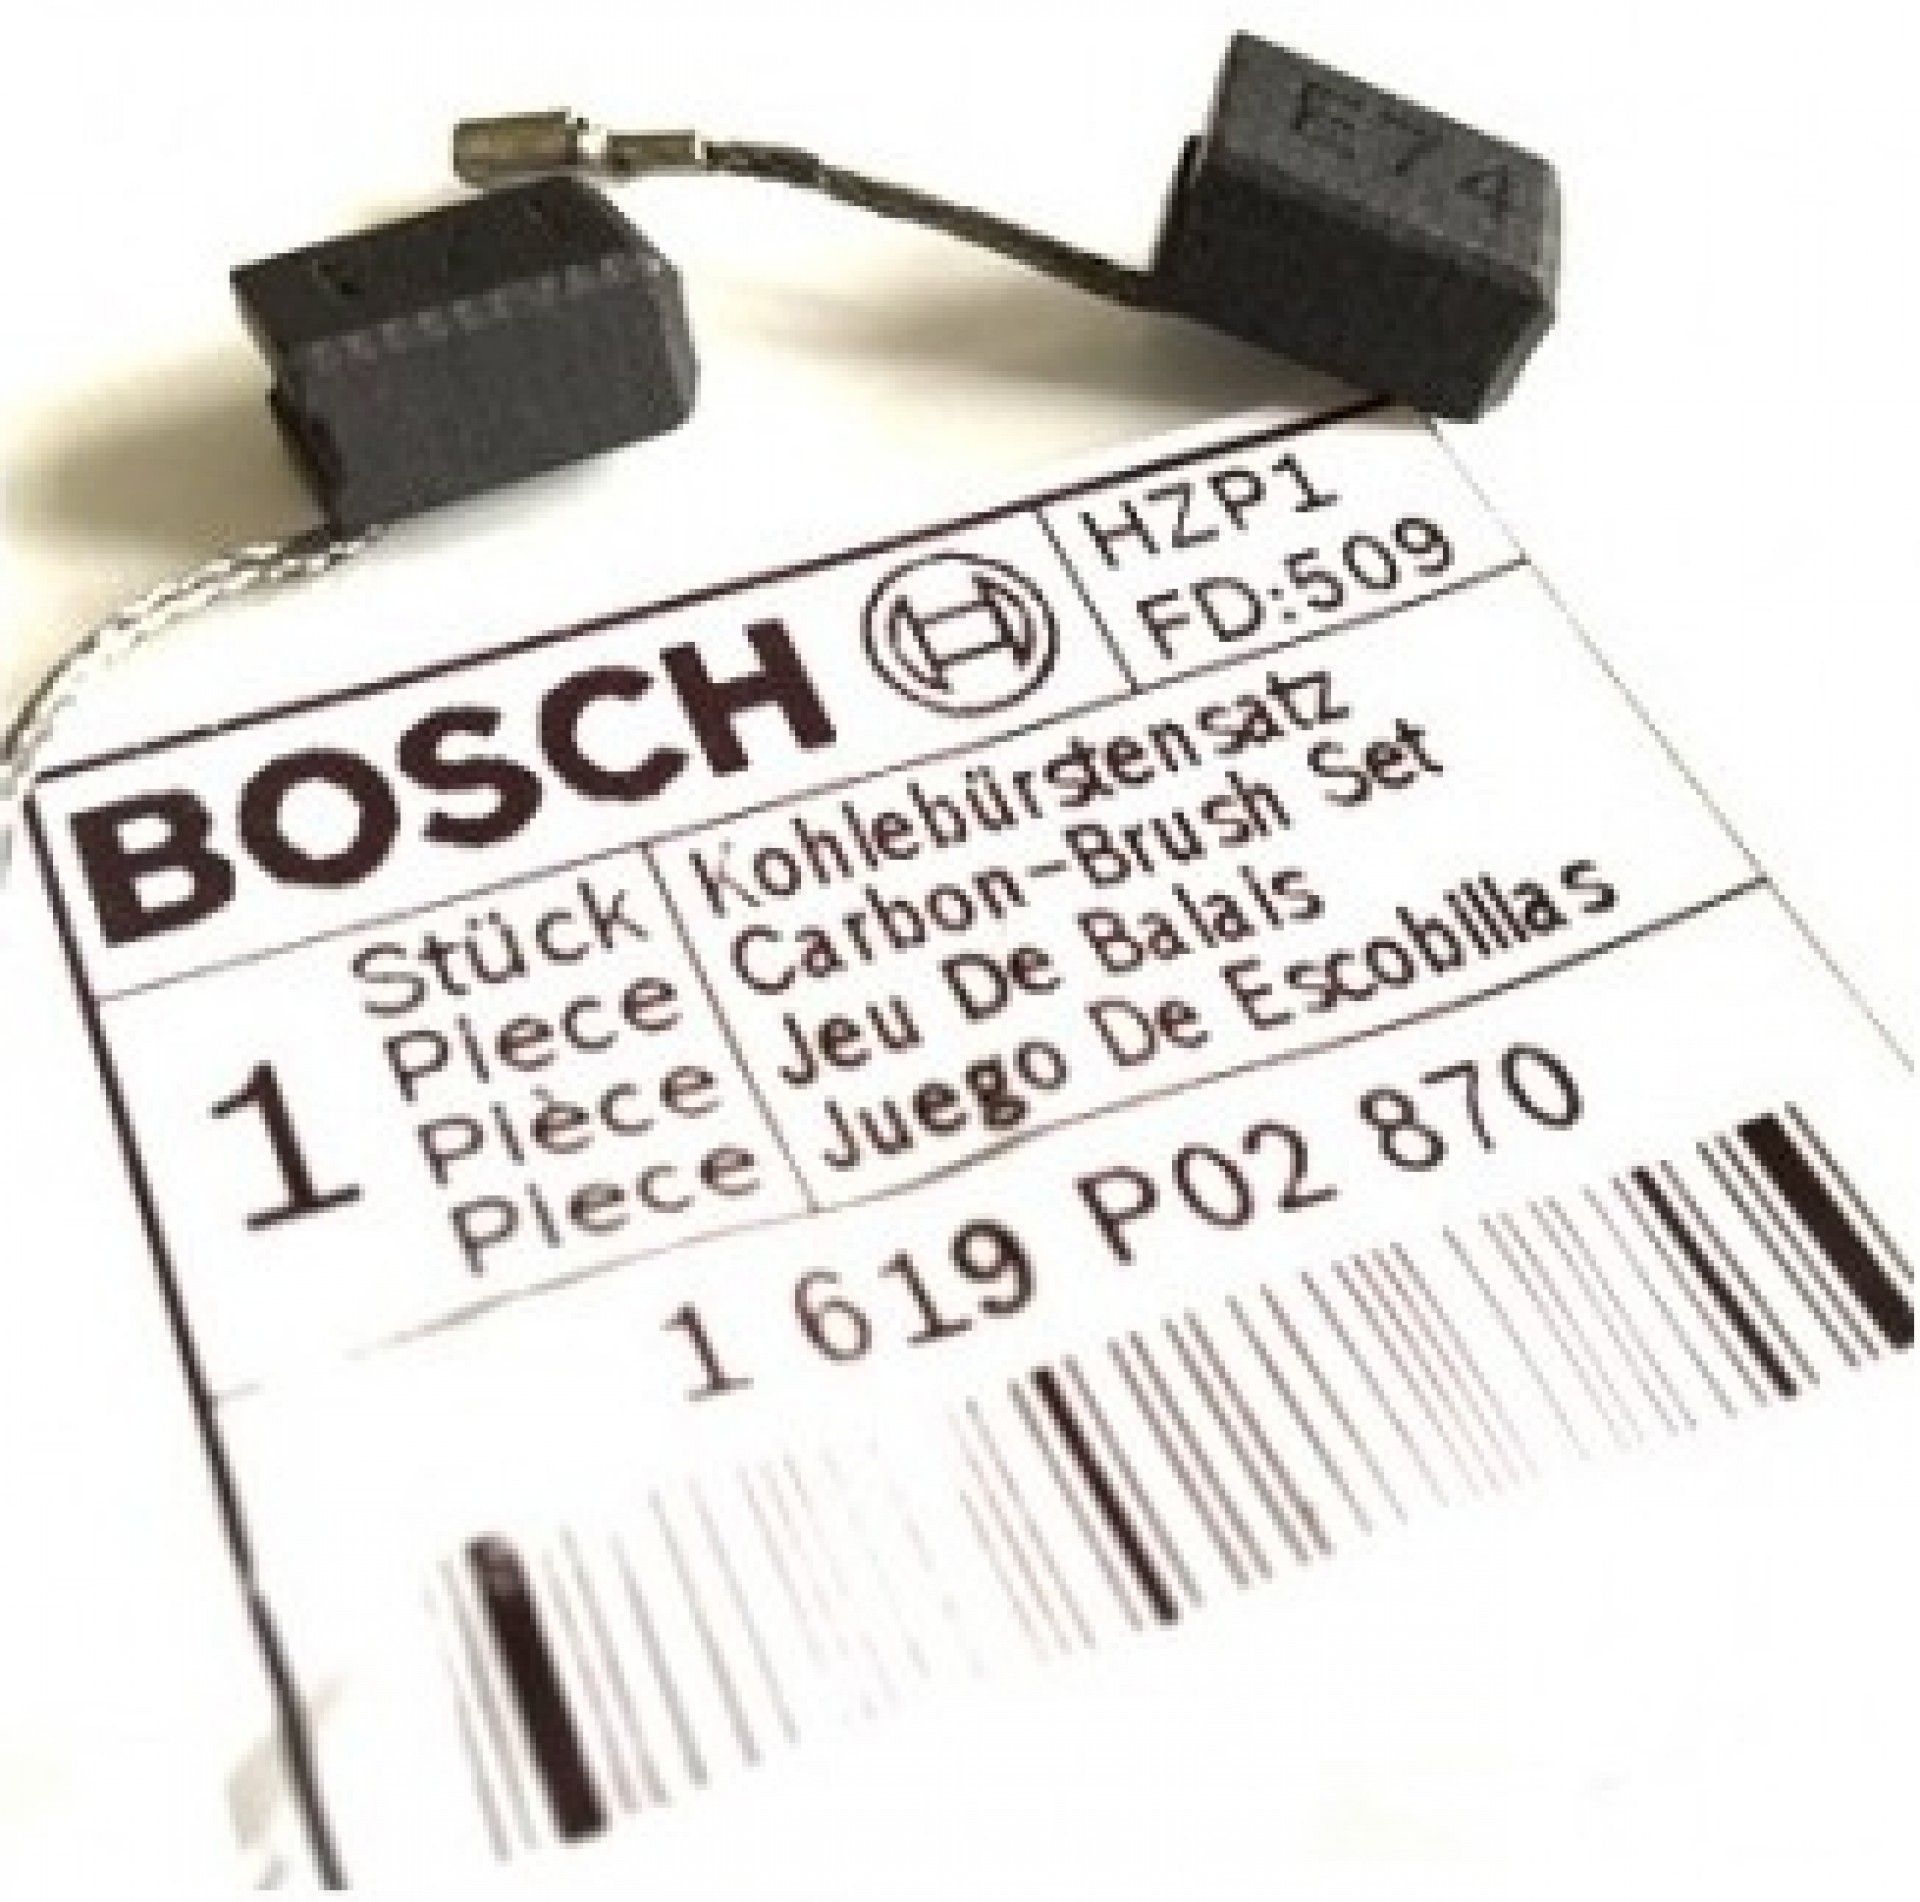 E74
BOSCH
HZP1
FD:509
1
Stück
Piece
Pièce
Piece
Kohlebürstensatz
Carbon-Brush Set
Jeu De Balais
Juego De Escobillas
1 619 P02 870